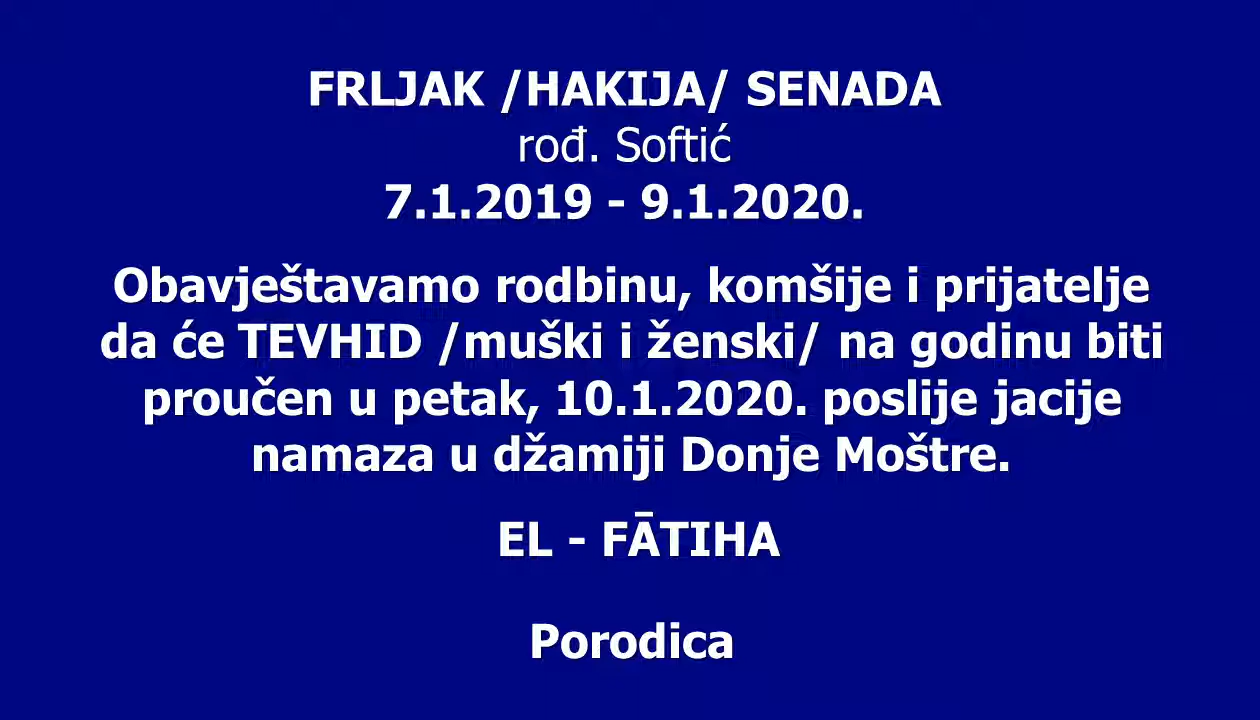 FRLJAK /HAKIJA/ SENADA
rođ. Softić
7.1.2019 - 9.1.2020.
Obavještavamo rodbinu, komšije i prijatelje
da će TEVHID /muški i ženski/ na godinu biti
proučen u petak, 10.1.2020. poslije jacije
namaza u džamiji Donje Moštre.
EL - FĀTIHA
Porodica